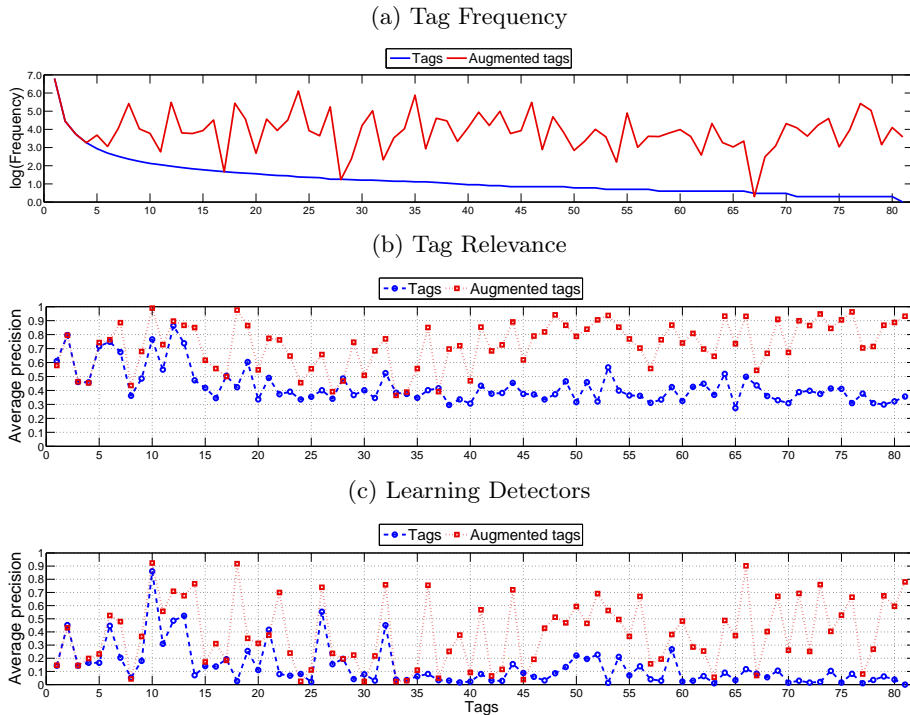 (a) Tag Frequency
Tags Augmented tags
log(Frequency)
7.0
6.0
5.0
4.0
3.0
2.0
1.0
0.0
0 5 10 15 20 25 30 35 40 45 50 55 60 65 70 75 80
(b) Tag Relevance
Tags Augmented tags
Average precision
1
0.9
0.8
0.7
0.6
0.5
0.4
0.3
0.2
0.1
0
0 5 10 15 20 25 30 35 40 45 50 55 60 65 70 75 80
(c) Learning Detectors
Tags Augmented tags
Average precision
1
0.9
0.8
0.7
0.6
0.5
0.4
0.3
0.2
0.1
0
0 5 10 15 20 25 30 35 40 45 50 55 60 65 70 75 80
Tags